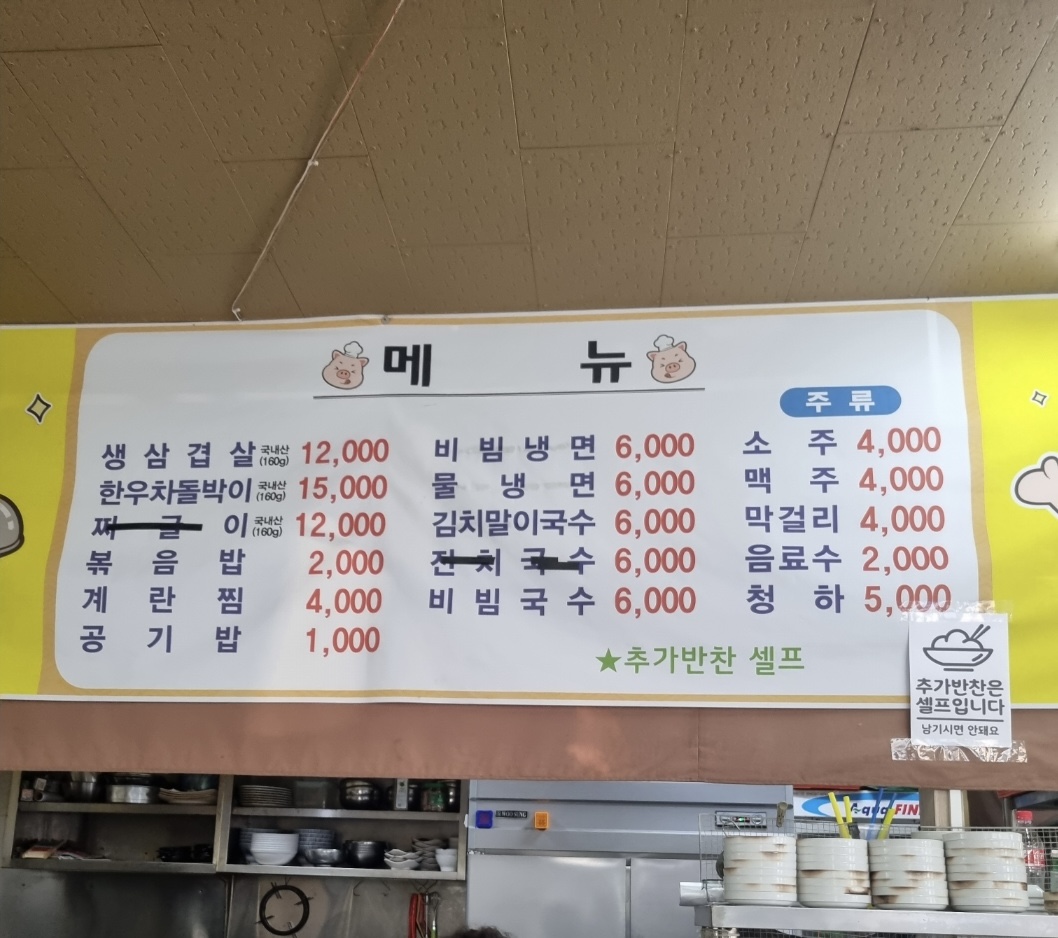 메 뉴
생삼겹살 국내산 (160g) 12,000
한우차돌박이 국내산 (160g) 15,000
찌글이 국내산 (160g) 12,000
볶음밥 2,000
계란찜 4,000
공기밥 1,000
비빔냉면 6,000
물냉면 6,000
김치말이국수 6,000
잔치국수 6,000
비빔국수 6,000
주류
소주 4,000
맥주 4,000
막걸리 4,000
음료수 2,000
청하 5,000
★추가반찬 셀프
추가반찬은
셀프입니다
남기시면 안돼요